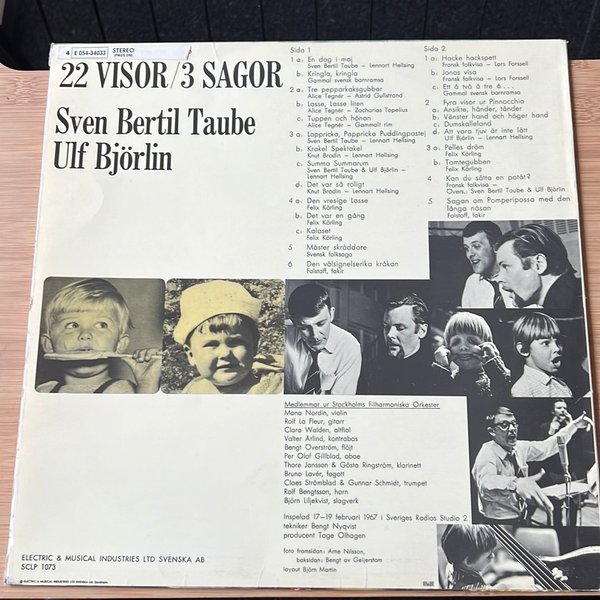 4 E 054-34033 STEREO
22 VISOR/3 SAGOR
Sven Bertil Taube
Ulf Björlin
Sida 1
1 a: En dag i maj
Sven Bertil Taube – Lennart Hellsing
b: Kringla, kringla
Gammal svensk barnramsa
2 a: Tre pepparkaksgubbar
Alice Tegnér – Astrid Gullstrand
b: Lasse, Lasse liten
Alice Tegnér – Zacharias Topelius
c: Tuppen och hönan
Alice Tegnér – Gammalt rim
3 a: Lappricka, Pappricka Puddingpastej
Sven Bertil Taube – Lennart Hellsing
b: Krakel Spektakel
Knut Brodin – Lennart Hellsing
c: Summa Summarum
Sven Bertil Taube & Ulf Björlin –
Lennart Hellsing
d: Det var så roligt
Knut Brodin – Lennart Hellsing
4 a: Den vresige Lasse
Felix Körling
b: Det var en gång
Felix Körling
c: Kalaset
Felix Körling
5 Mäster skräddare
Svensk folksaga
6 Den välsignelserika kråkan
Falstaff, fakir
Sida 2
1 a: Hacke hackspett
Fransk folkvisa – Lars Forssell
b: Jonas visa
Fransk folkvisa – Lars Forssell
c: Ett å två å tre å . . .
Gammal svensk barnramsa
2 Fyra visor ur Pinnocchio
a: Ansikte, händer, tänder
b: Vänster hand och höger hand
c: Dumskalleland
d: Att vara tjuv är inte lätt
Ulf Björlin – Lennart Hellsing
3 a: Pelles dröm
Felix Körling
b: Tomtegubben
Felix Körling
4 Kan du sätta en potät?
Fransk folkvisa –
Övers.: Sven Bertil Taube & Ulf Björlin
5 Sagan om Pomperipossa med den
långa näsan
Falstaff, fakir
Medlemmar ur Stockholms Filharmoniska Orkester
Mona Nordin, violin
Rolf La Fleur, gitarr
Clara Walden, altfiol
Valter Ärlind, kontrabas
Bengt Överström, flöjt
Per Olof Gillblad, oboe
Thore Jansson & Gösta Ringström, klarinett
Bruno Lavér, fagott
Claes Strömblad & Gunnar Schmidt, trumpet
Rolf Bengtsson, horn
Björn Liljekvist, slagverk
Inspelad 17–19 februari 1967 i Sveriges Radios Studio 2
tekniker Bengt Nyqvist
producent Tage Olhagen
foto framsidan: Arne Nilsson,
baksidan: Bengt av Geijerstam
layout Björn Martin
ELECTRIC & MUSICAL INDUSTRIES LTD SVENSKA AB
SCLP 1073
ELECTRIC & MUSICAL INDUSTRIES LTD SVENSKA AB, Stockholm